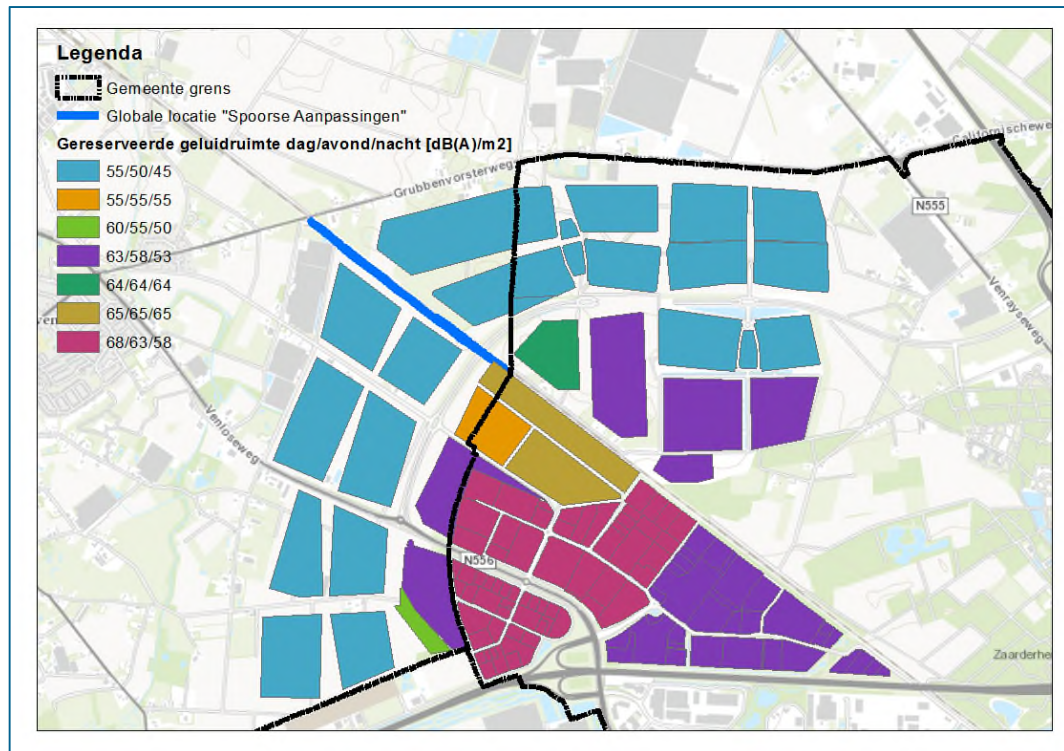 Legenda
Gemeente grens
Globale locatie "Spoorse Aanpassingen"
Gereserveerde geluidruimte dag/avond/nacht [dB(A)/m2]
55/50/45
55/55/55
60/55/50
63/58/53
64/64/64
65/65/65
68/63/58
Grubbenvorsterweg
Californischeweg
N555
Venrayseweg
Venloseweg
N556
Zaarderhe